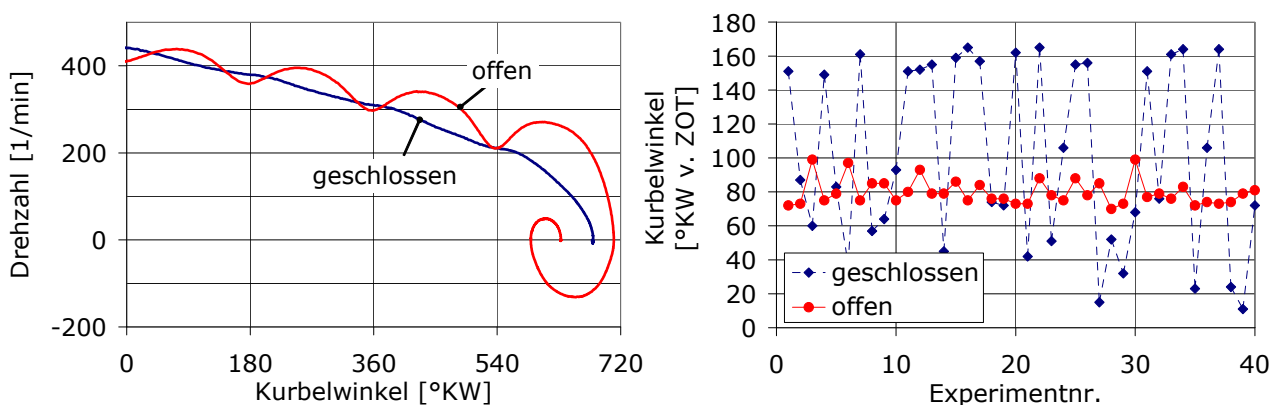 Drehzahl [1/min]
400
200
0
-200
offen
geschlossen
0 180 360 540 720
Kurbelwinkel [°KW]
Kurbelwinkel
[°KW v. ZOT]
180
160
140
120
100
80
60
40
20
0
geschlossen
offen
0 10 20 30 40
Experimentnr.